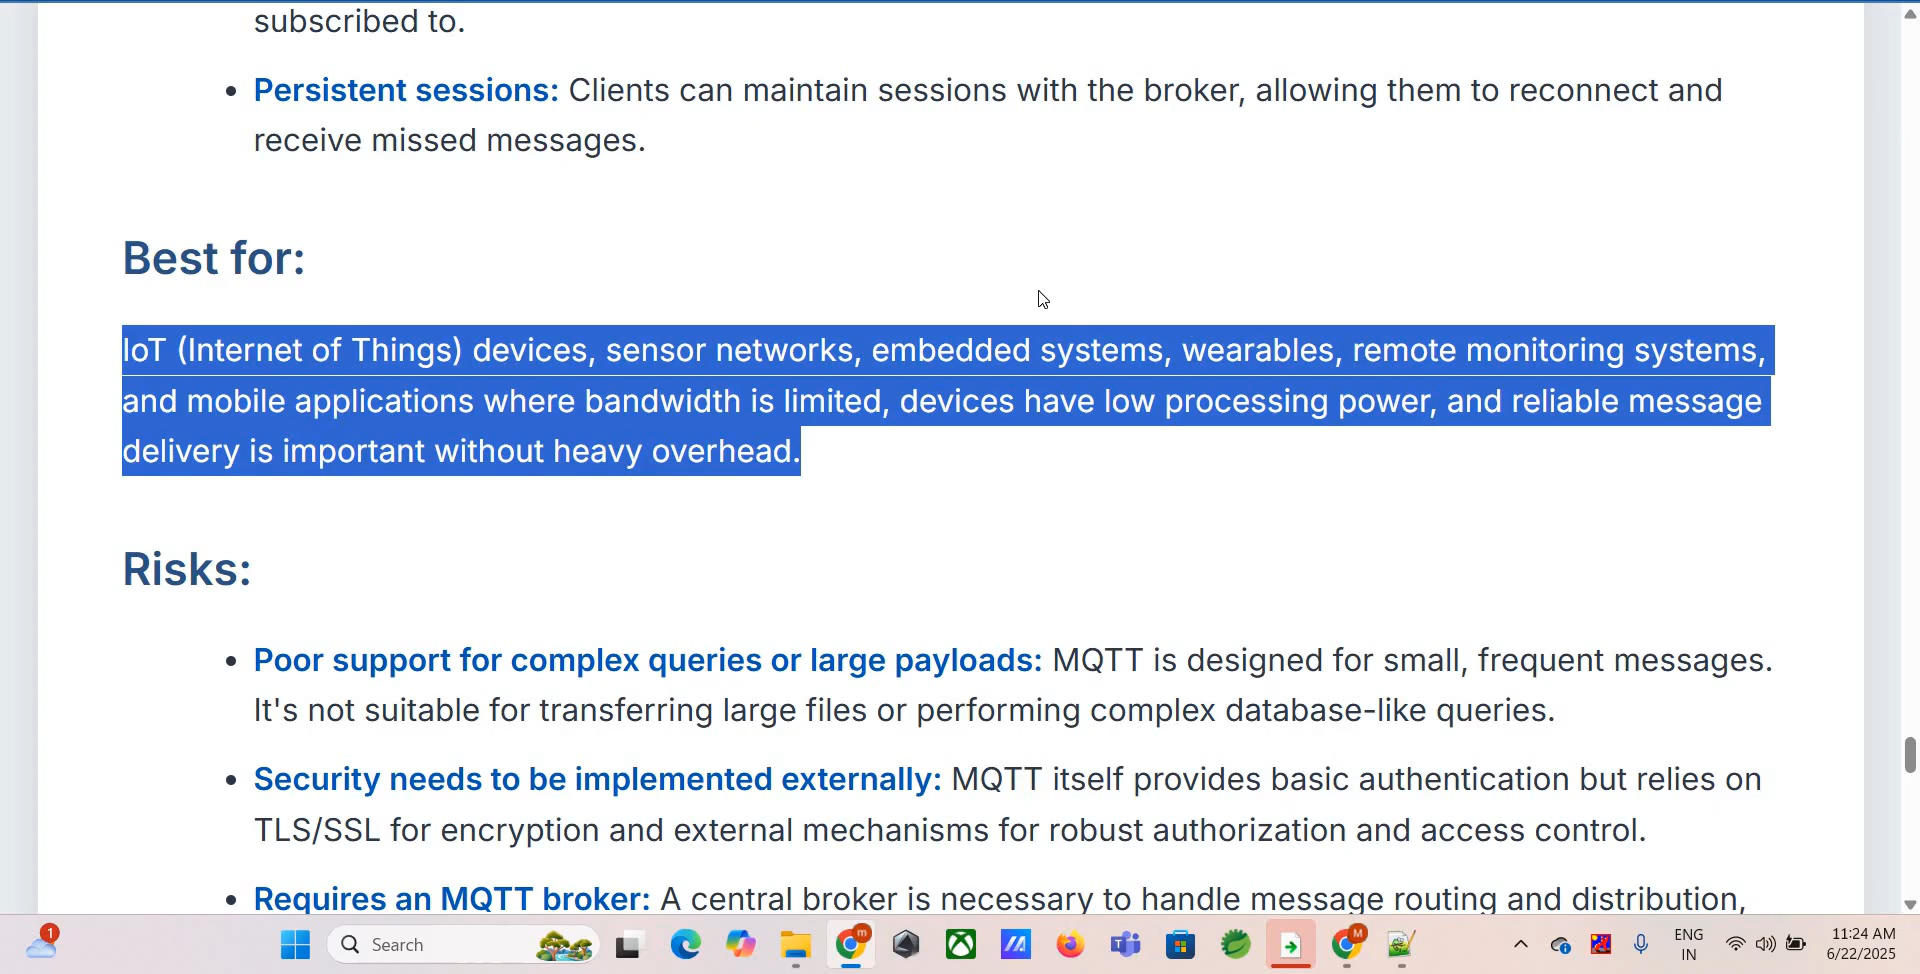 subscribed to.
• Persistent sessions: Clients can maintain sessions with the broker, allowing them to reconnect and
receive missed messages.
Best for:
IoT (Internet of Things) devices, sensor networks, embedded systems, wearables, remote monitoring systems,
and mobile applications where bandwidth is limited, devices have low processing power, and reliable message
delivery is important without heavy overhead.
Risks:
• Poor support for complex queries or large payloads: MQTT is designed for small, frequent messages.
It's not suitable for transferring large files or performing complex database-like queries.
• Security needs to be implemented externally: MQTT itself provides basic authentication but relies on
TLS/SSL for encryption and external mechanisms for robust authorization and access control.
• Requires an MQTT broker: A central broker is necessary to handle message routing and distribution,
1
Search
m
M
ENG
IN
11:24 AM
6/22/2025